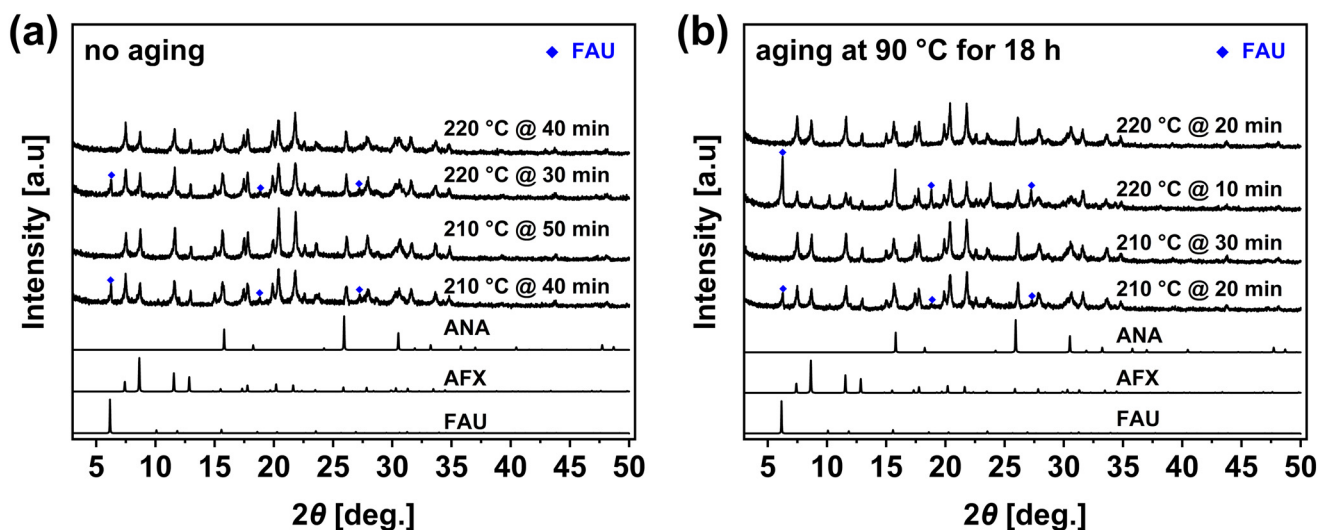 (a)
no aging
◆ FAU
220 °C @ 40 min
220 °C @ 30 min
210 °C @ 50 min
210 °C @ 40 min
ANA
AFX
FAU
Intensity [a.u]
5 10 15 20 25 30 35 40 45 50
2θ [deg.]
(b)
aging at 90 °C for 18 h
◆ FAU
220 °C @ 20 min
220 °C @ 10 min
210 °C @ 30 min
210 °C @ 20 min
ANA
AFX
FAU
Intensity [a.u]
5 10 15 20 25 30 35 40 45 50
2θ [deg.]